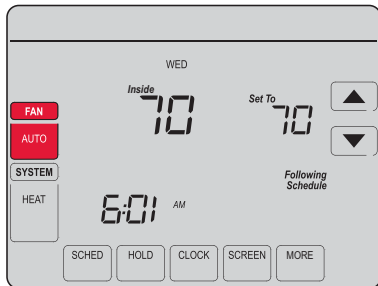 WED
Inside
70
Set To
70
FAN
AUTO
SYSTEM
HEAT
Following
Schedule
6:01 AM
SCHED HOLD CLOCK SCREEN MORE